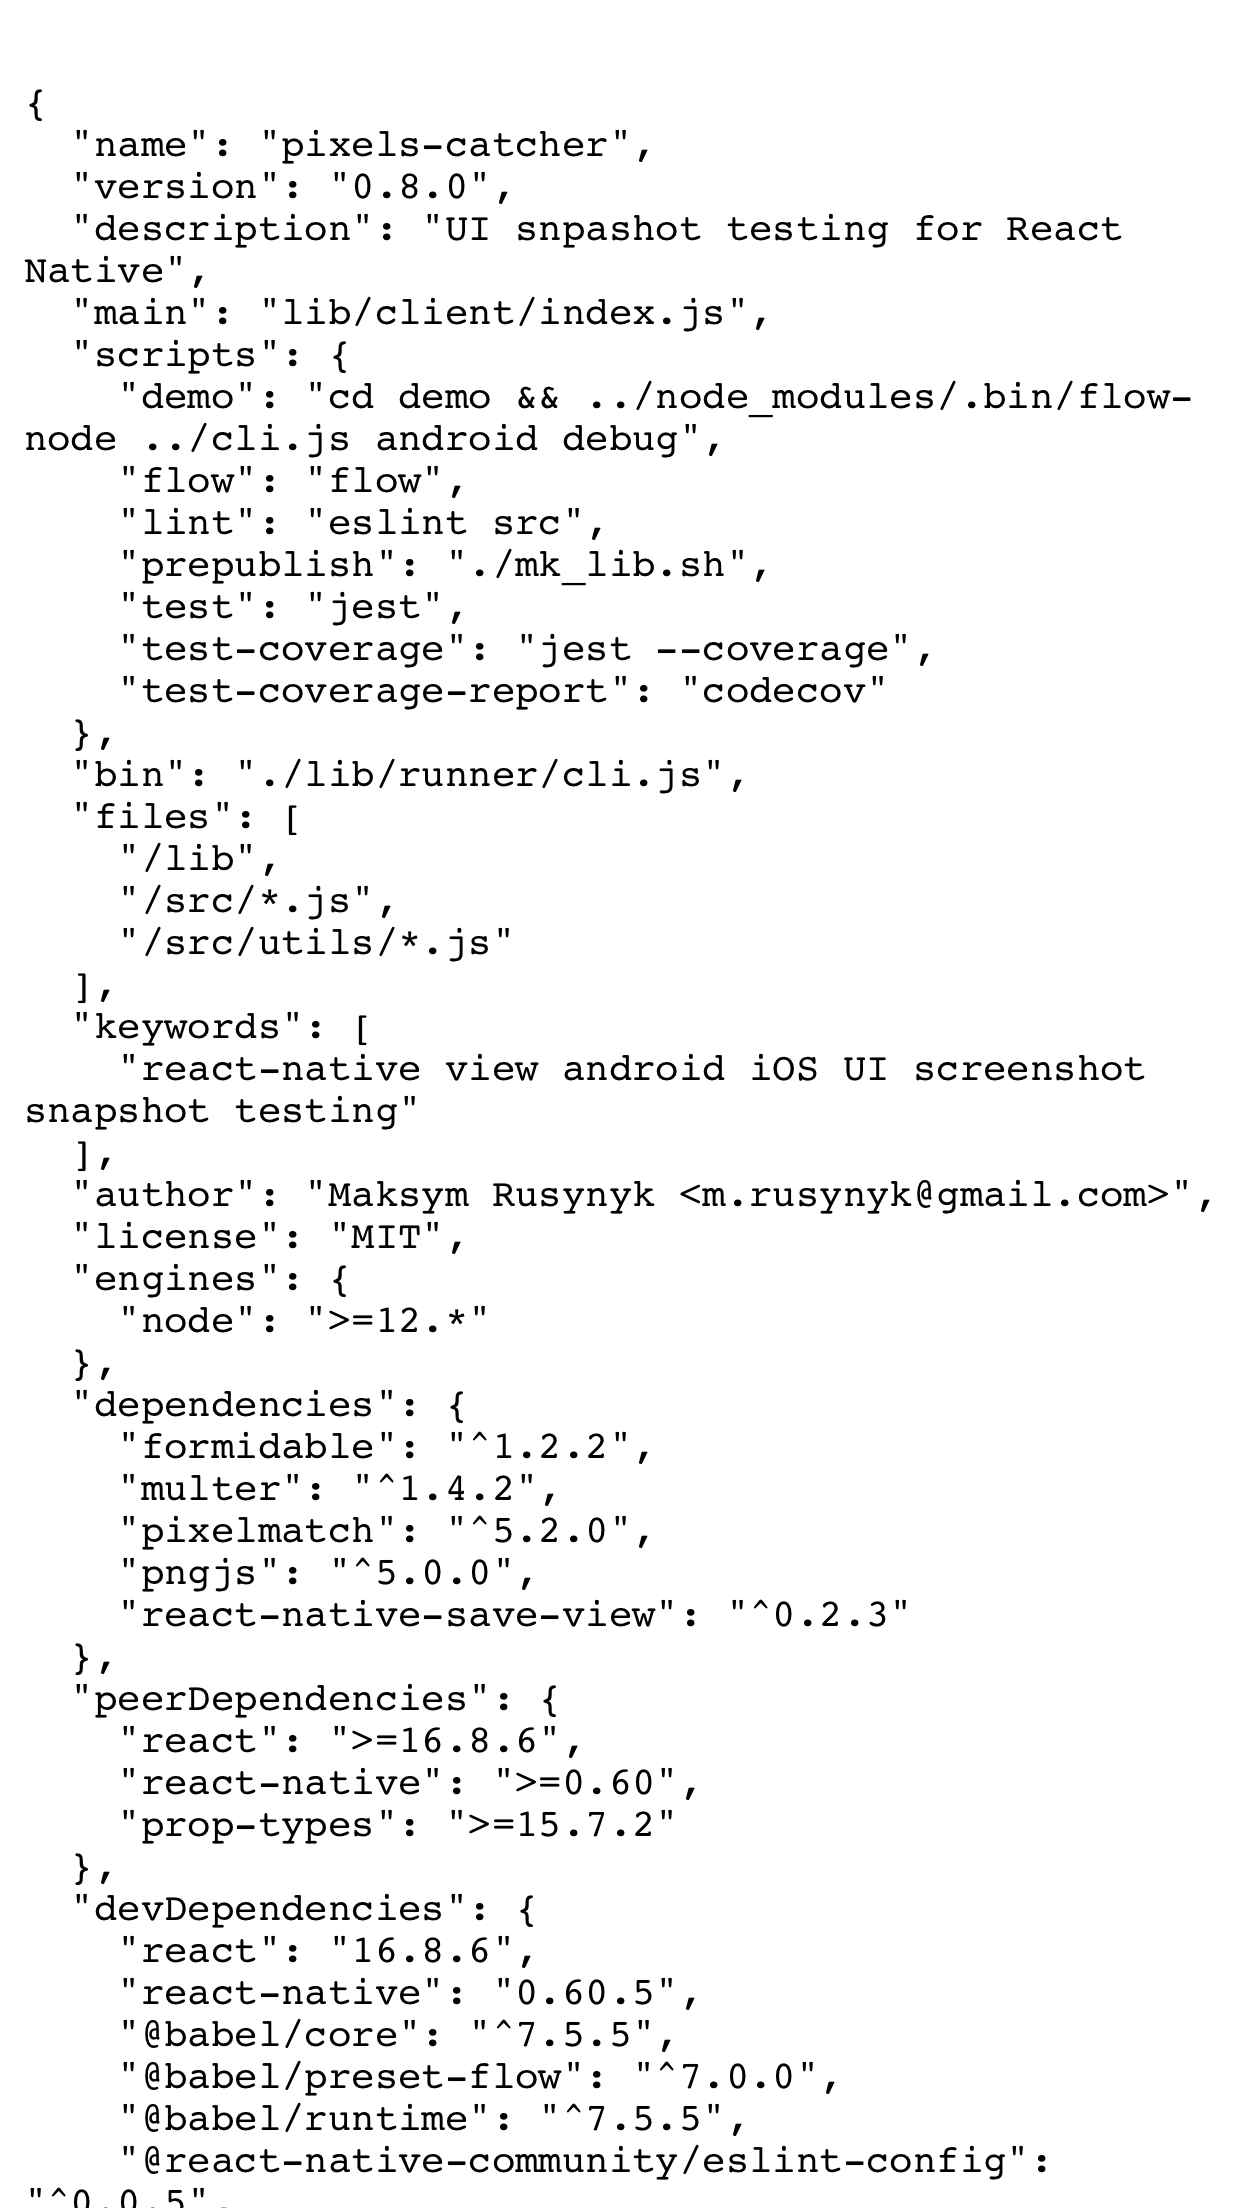 {
  "name": "pixels-catcher",
  "version": "0.8.0",
  "description": "UI snpashot testing for React
Native",
  "main": "lib/client/index.js",
  "scripts": {
    "demo": "cd demo && ../node_modules/.bin/flow-
node ../cli.js android debug",
    "flow": "flow",
    "lint": "eslint src",
    "prepublish": "./mk_lib.sh",
    "test": "jest",
    "test-coverage": "jest --coverage",
    "test-coverage-report": "codecov"
  },
  "bin": "./lib/runner/cli.js",
  "files": [
    "/lib",
    "/src/*.js",
    "/src/utils/*.js"
  ],
  "keywords": [
    "react-native view android iOS UI screenshot
snapshot testing"
  ],
  "author": "Maksym Rusynyk <m.rusynyk@gmail.com>",
  "license": "MIT",
  "engines": {
    "node": ">=12.*"
  },
  "dependencies": {
    "formidable": "^1.2.2",
    "multer": "^1.4.2",
    "pixelmatch": "^5.2.0",
    "pngjs": "^5.0.0",
    "react-native-save-view": "^0.2.3"
  },
  "peerDependencies": {
    "react": ">=16.8.6",
    "react-native": ">=0.60",
    "prop-types": ">=15.7.2"
  },
  "devDependencies": {
    "react": "16.8.6",
    "react-native": "0.60.5",
    "@babel/core": "^7.5.5",
    "@babel/preset-flow": "^7.0.0",
    "@babel/runtime": "^7.5.5",
    "@react-native-community/eslint-config":
"^0.0.5",